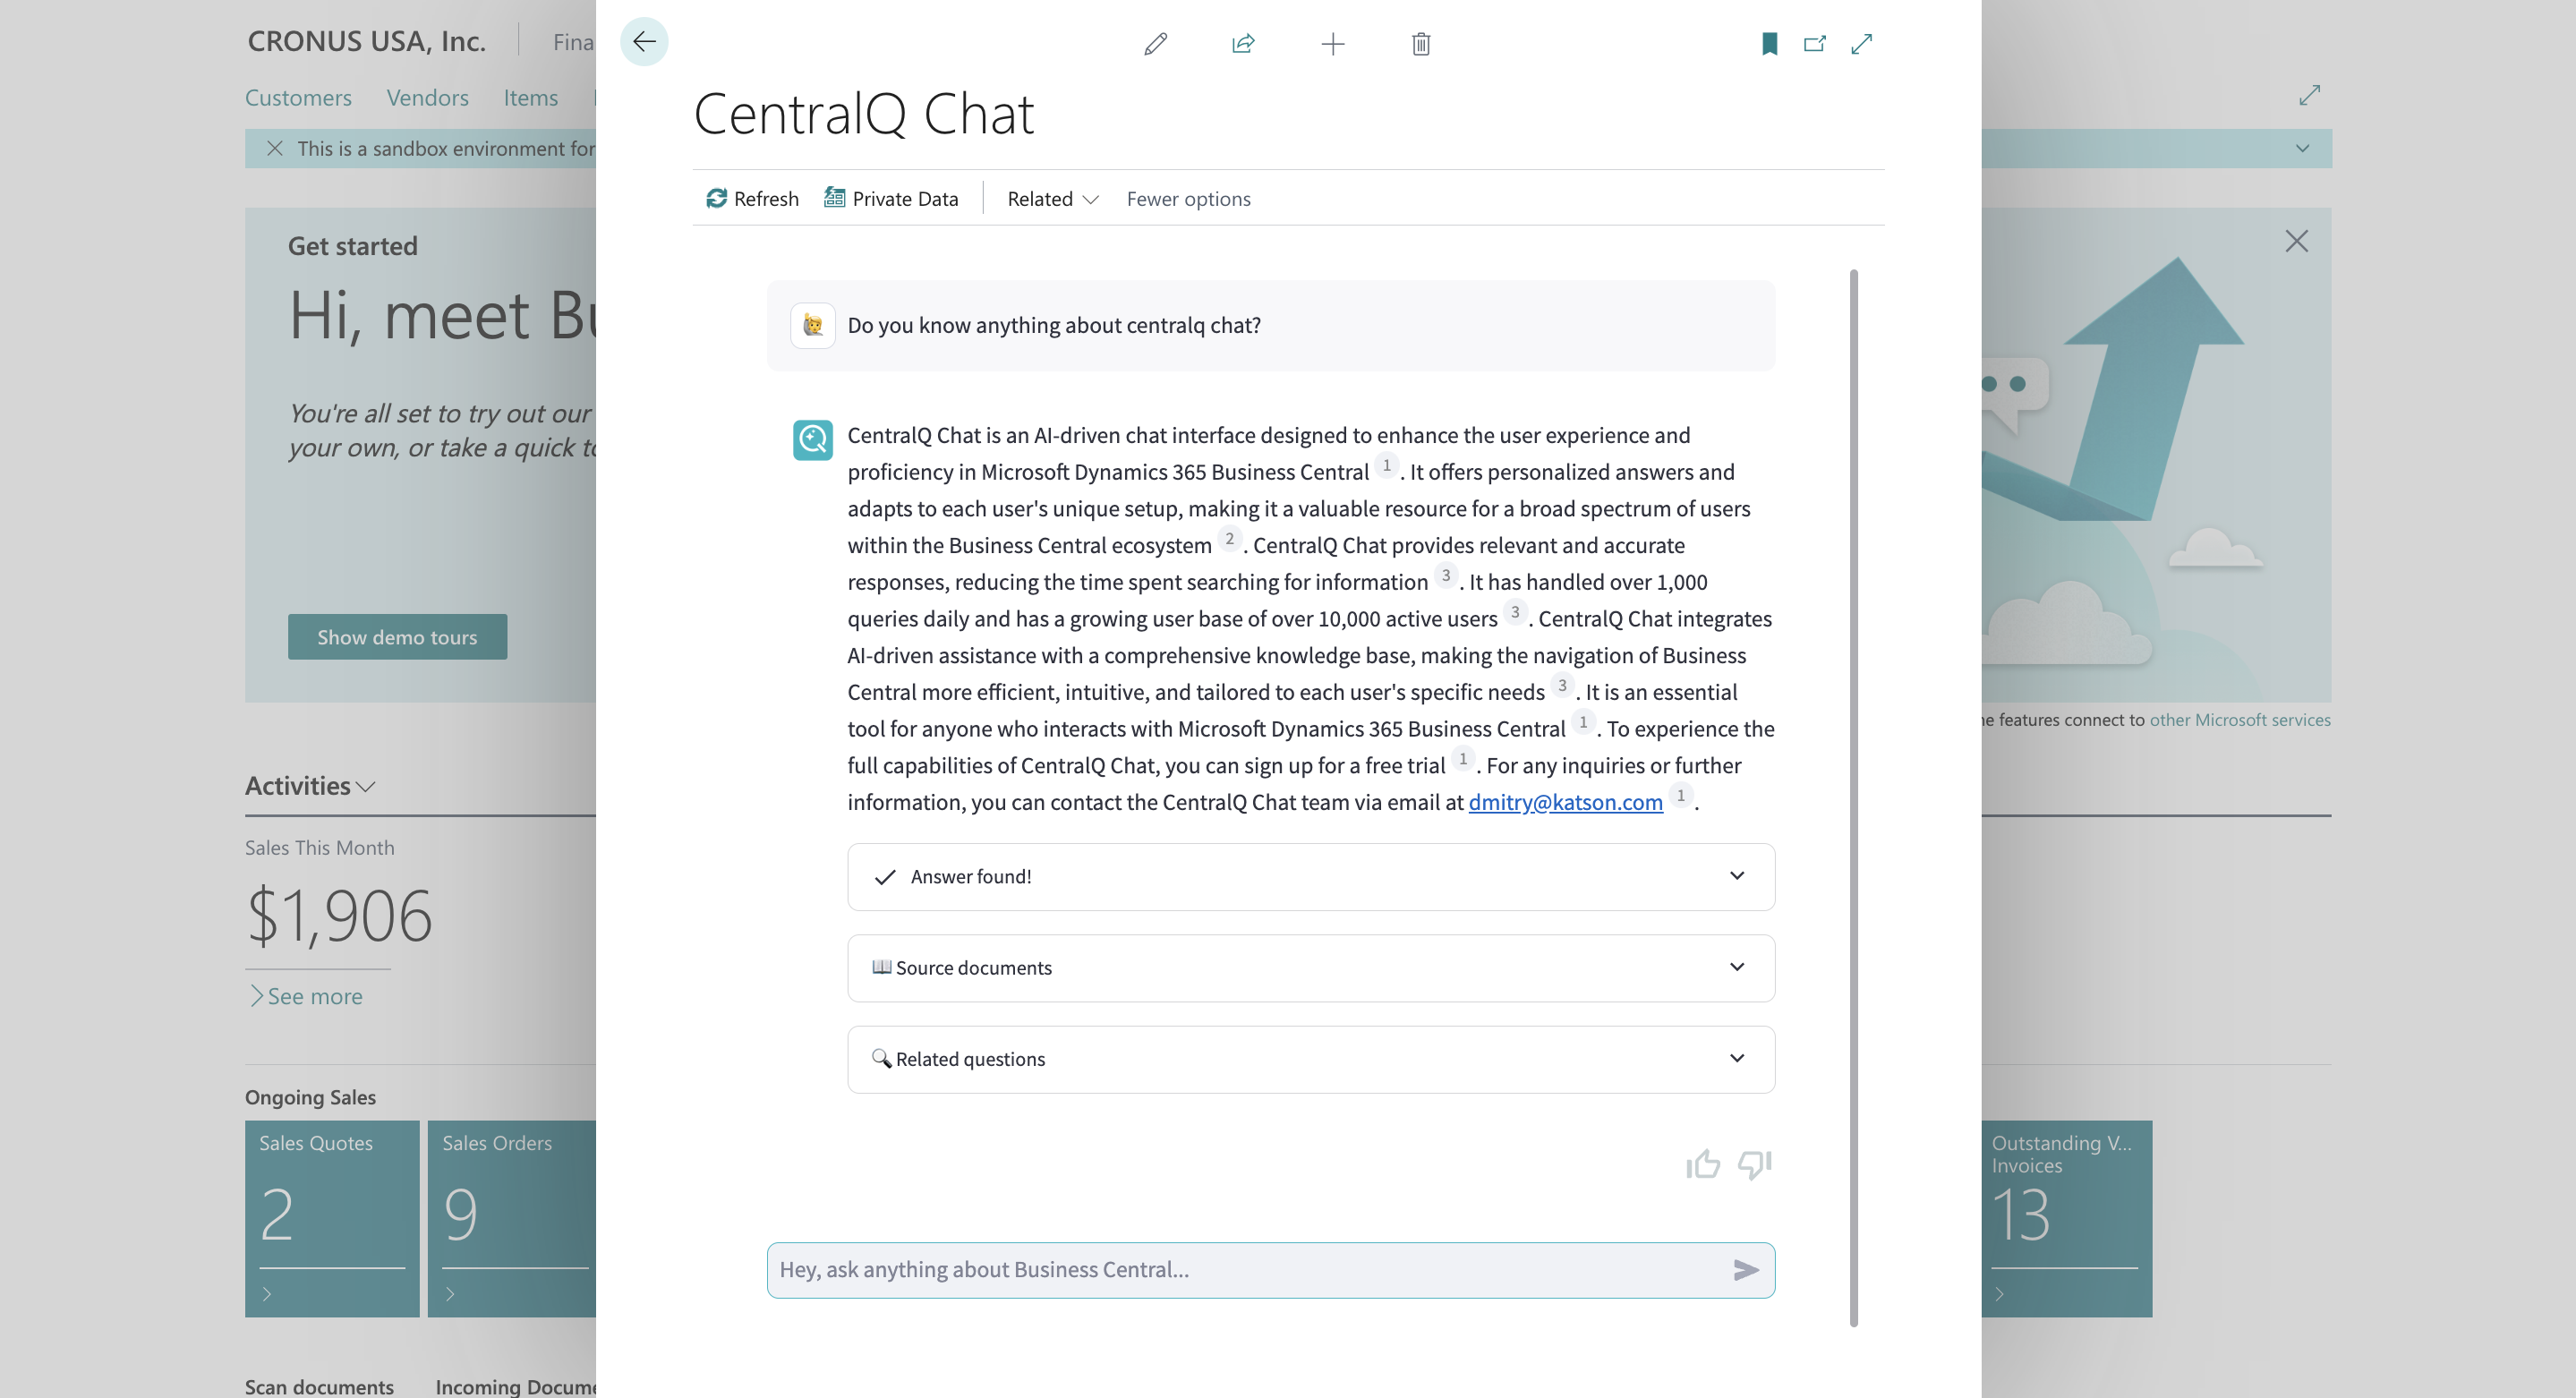 CRONUS USA, Inc.
Fina
Customers Vendors Items
This is a sandbox environment for
Get started
Hi, meet Bu
You're all set to try out our
your own, or take a quick to
Show demo tours
Activities
Sales This Month
$1,906
See more
Ongoing Sales
Sales Quotes
2
Sales Orders
9
Scan documents
Incoming Docume
CentralQ Chat
Refresh Private Data Related Fewer options
Do you know anything about centralq chat?
CentralQ Chat is an AI-driven chat interface designed to enhance the user experience and
proficiency in Microsoft Dynamics 365 Business Central 1 . It offers personalized answers and
adapts to each user's unique setup, making it a valuable resource for a broad spectrum of users
within the Business Central ecosystem 2 . CentralQ Chat provides relevant and accurate
responses, reducing the time spent searching for information 3 . It has handled over 1,000
queries daily and has a growing user base of over 10,000 active users 3 . CentralQ Chat integrates
AI-driven assistance with a comprehensive knowledge base, making the navigation of Business
Central more efficient, intuitive, and tailored to each user's specific needs 3 . It is an essential
tool for anyone who interacts with Microsoft Dynamics 365 Business Central 1 . To experience the
full capabilities of CentralQ Chat, you can sign up for a free trial 1 . For any inquiries or further
information, you can contact the CentralQ Chat team via email at dmitry@katson.com 1 .
Answer found!
Source documents
Related questions
Hey, ask anything about Business Central...
ne features connect to other Microsoft services
Outstanding V...
Invoices
13